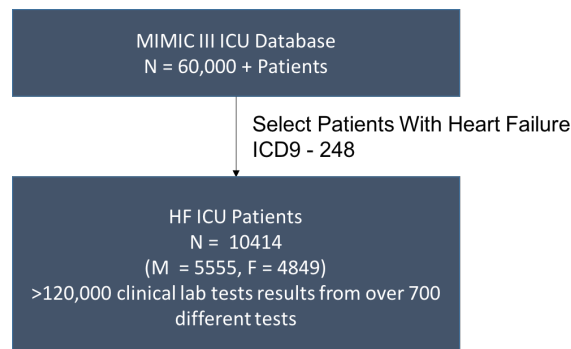 MIMIC III ICU Database
N = 60,000 + Patients
Select Patients With Heart Failure
ICD9 - 248
HF ICU Patients
N = 10414
(M = 5555, F = 4849)
>120,000 clinical lab tests results from over 700
different tests